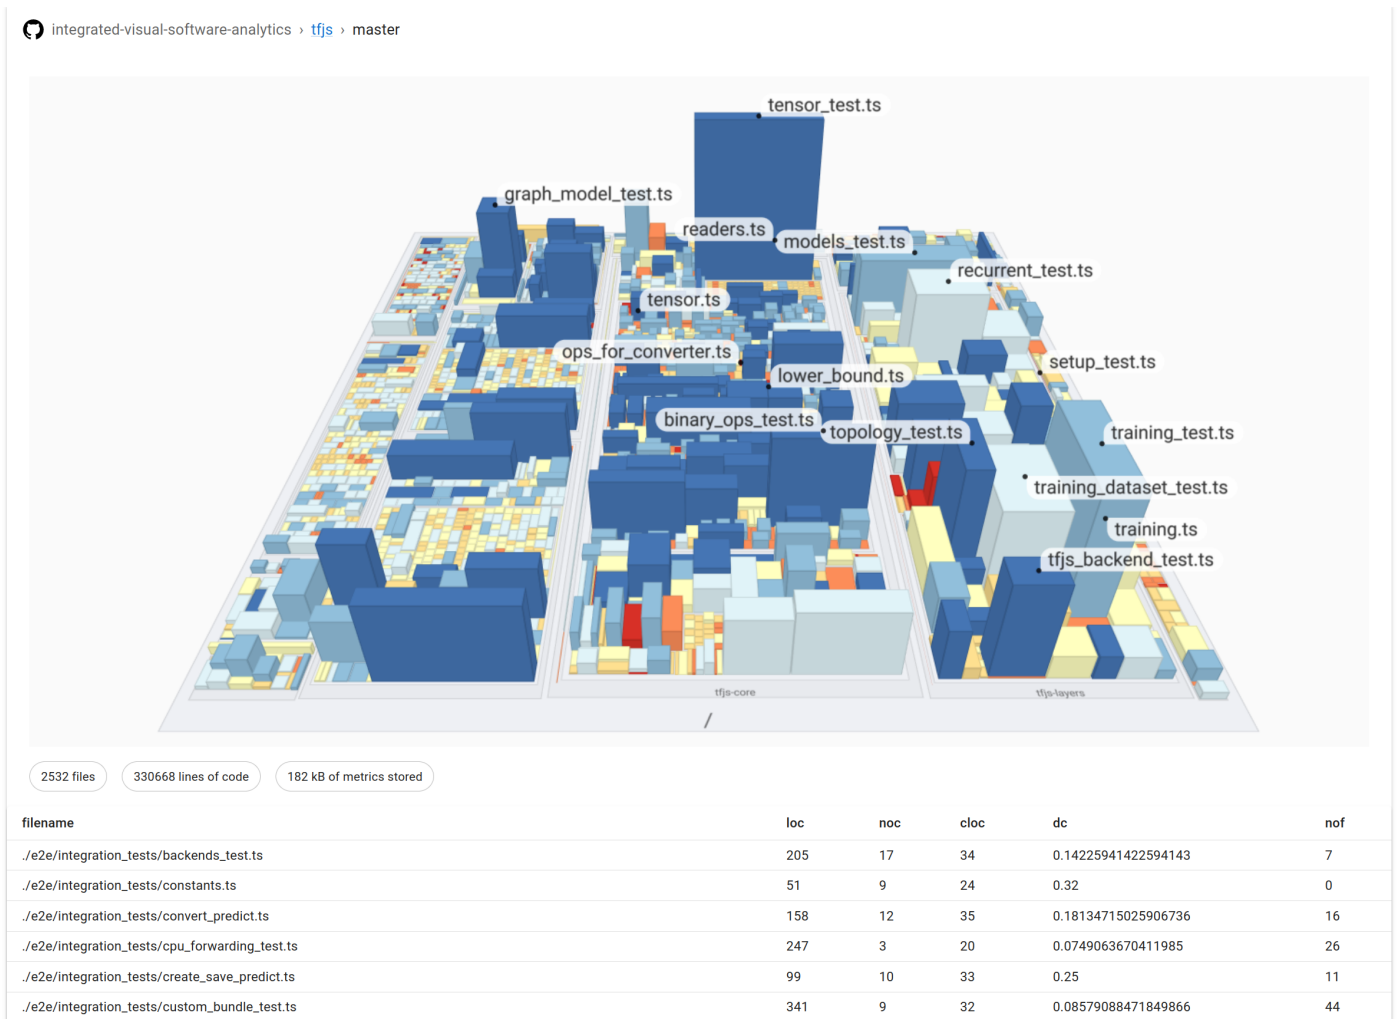 integrated-visual-software-analytics › tfjs › master
tensor_test.ts
graph_model_test.ts
readers.ts
models_test.ts
recurrent_test.ts
tensor.ts
ops_for_converter.ts
setup_test.ts
lower_bound.ts
binary_ops_test.ts
topology_test.ts
training_test.ts
training_dataset_test.ts
training.ts
tfjs_backend_test.ts
tfjs-core
tfjs-layers
/
2532 files
330668 lines of code
182 kB of metrics stored
filename loc noc cloc dc nof
./e2e/integration_tests/backends_test.ts 205 17 34 0.14225941422594143 7
./e2e/integration_tests/constants.ts 51 9 24 0.32 0
./e2e/integration_tests/convert_predict.ts 158 12 35 0.18134715025906736 16
./e2e/integration_tests/cpu_forwarding_test.ts 247 3 20 0.0749063670411985 26
./e2e/integration_tests/create_save_predict.ts 99 10 33 0.25 11
./e2e/integration_tests/custom_bundle_test.ts 341 9 32 0.08579088471849866 44